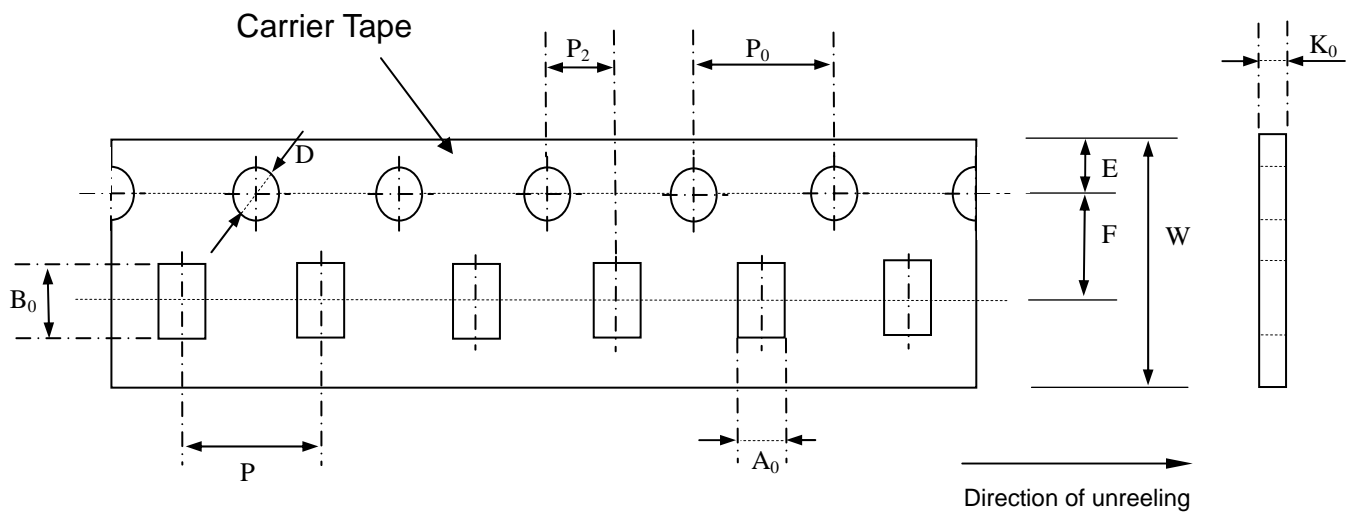 Carrier Tape
P₂
P₀
K₀
D
E
F
W
B₀
P
A₀
Direction of unreeling